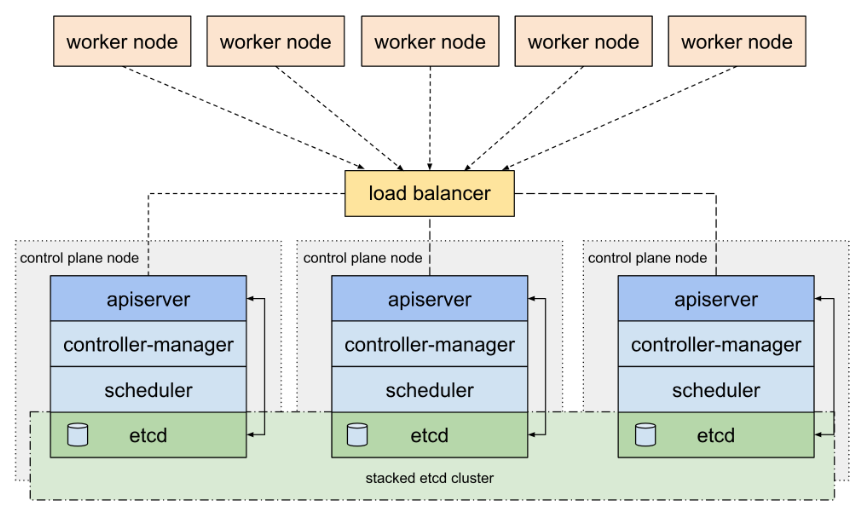 worker node
worker node
worker node
worker node
worker node
load balancer
control plane node
apiserver
controller-manager
scheduler
etcd
control plane node
apiserver
controller-manager
scheduler
etcd
control plane node
apiserver
controller-manager
scheduler
etcd
stacked etcd cluster